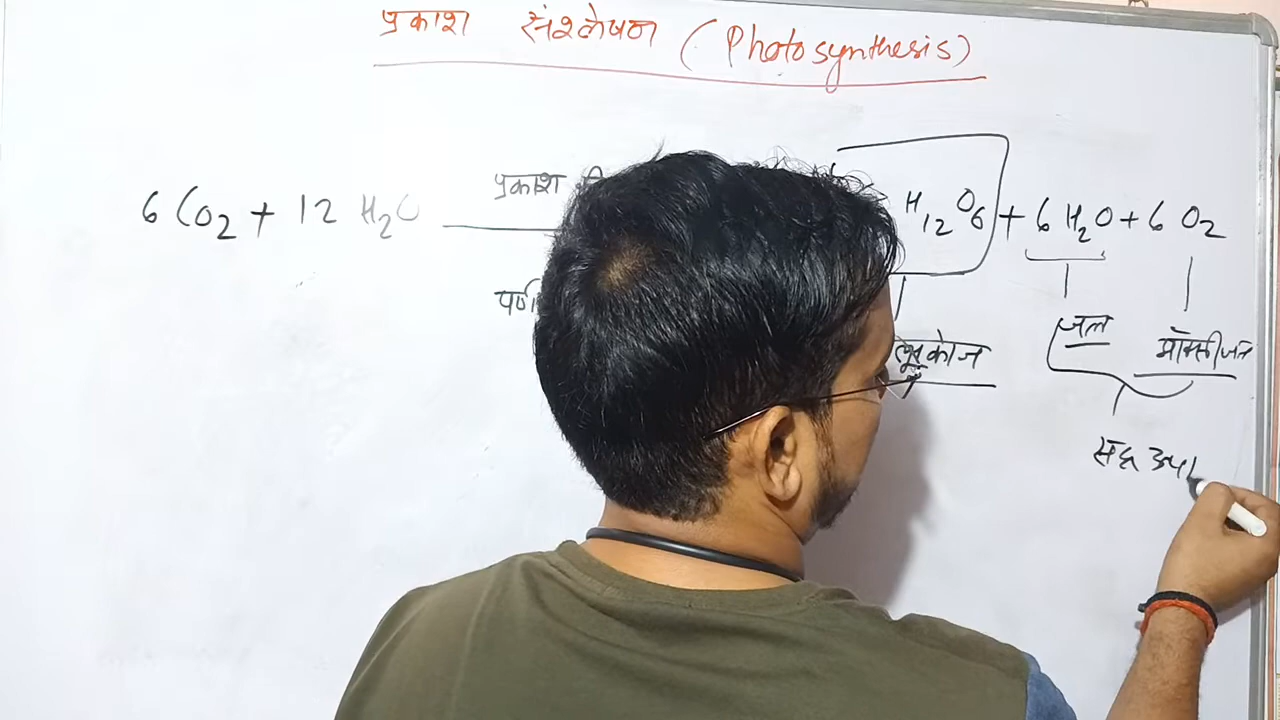 प्रकाश संश्लेषण (Photosynthesis)
6 CO2 + 12 H2O प्रकाश H12O6 + 6 H2O + 6 O2
जल ऑक्सीजन
सह उत्पा